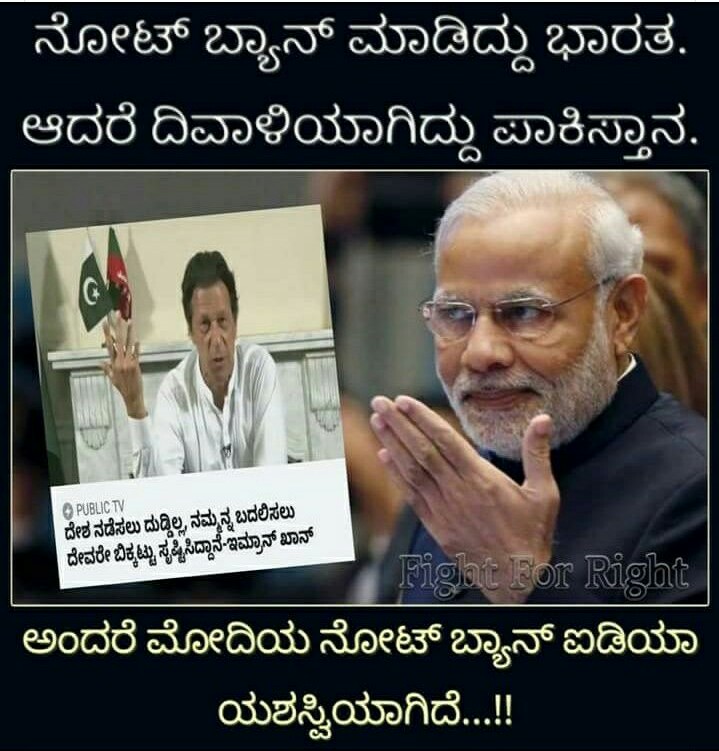 ನೋಟ್ ಬ್ಯಾನ್ ಮಾಡಿದ್ದು ಭಾರತ.
ಆದರೆ ದಿವಾಳಿಯಾಗಿದ್ದು ಪಾಕಿಸ್ತಾನ.
PUBLIC TV
ದೇಶ ನಡೆಸಲು ದುಡ್ಡಿಲ್ಲ, ನಮ್ಮನ್ನ ಬದಲಿಸಲು
ದೇವರೇ ಬಿಕ್ಕಟ್ಟು ಸೃಷ್ಟಿಸಿದ್ದಾನೆ-ಇಮ್ರಾನ್ ಖಾನ್
Fight For Right
ಅಂದರೆ ಮೋದಿಯ ನೋಟ್ ಬ್ಯಾನ್ ಐಡಿಯಾ
ಯಶಸ್ವಿಯಾಗಿದೆ...!!